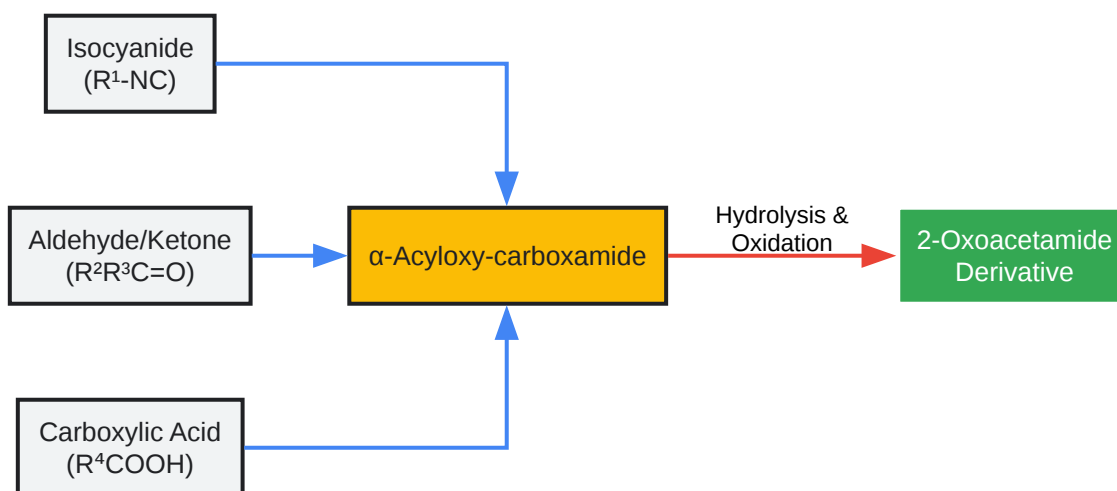 Isocyanide
(R¹-NC)
Aldehyde/Ketone
(R²R³C=O)
Carboxylic Acid
(R⁴COOH)
α-Acyloxy-carboxamide
Hydrolysis &
Oxidation
2-Oxoacetamide
Derivative